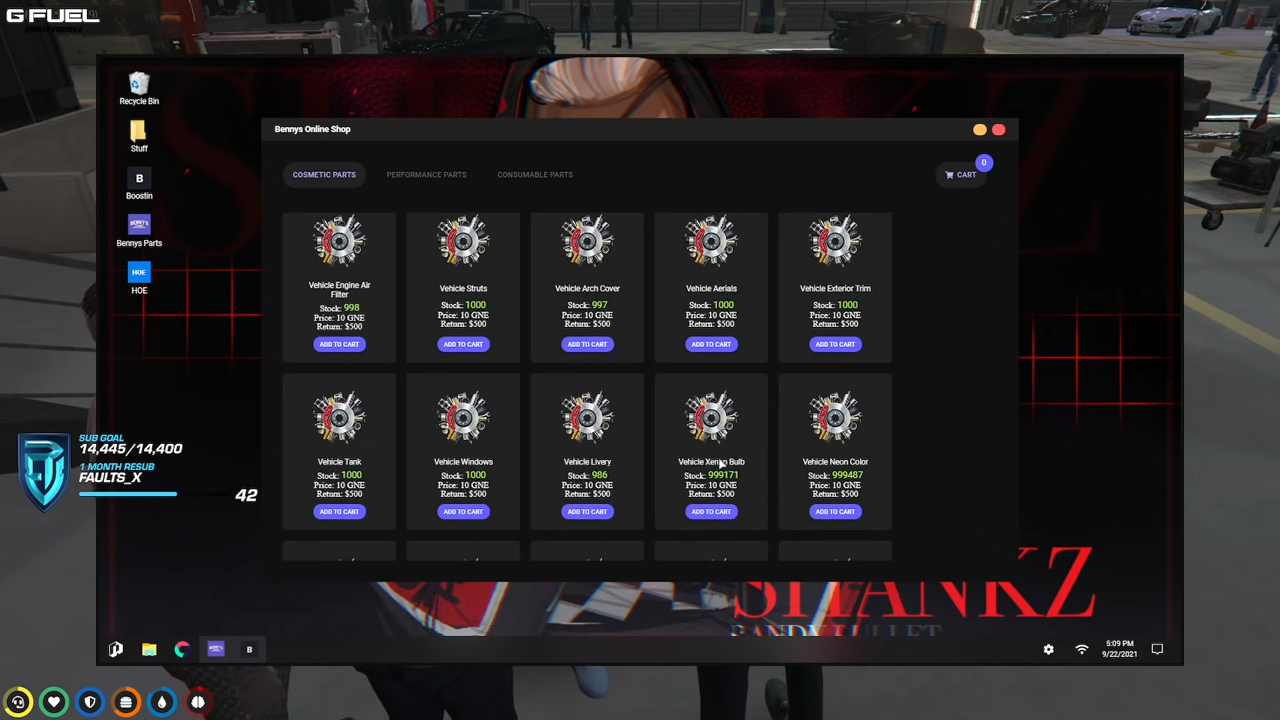 G FUEL
Recycle Bin
Stuff
B
Boostin
BENNY'S
Bennys Parts
HOE
HOE
Bennys Online Shop
COSMETIC PARTS
PERFORMANCE PARTS
CONSUMABLE PARTS
0
CART
Vehicle Engine Air
Filter
Stock: 998
Price: 10 GNE
Return: $500
ADD TO CART
Vehicle Struts
Stock: 1000
Price: 10 GNE
Return: $500
ADD TO CART
Vehicle Arch Cover
Stock: 997
Price: 10 GNE
Return: $500
ADD TO CART
Vehicle Aerials
Stock: 1000
Price: 10 GNE
Return: $500
ADD TO CART
Vehicle Exterior Trim
Stock: 1000
Price: 10 GNE
Return: $500
ADD TO CART
Vehicle Tank
Stock: 1000
Price: 10 GNE
Return: $500
ADD TO CART
Vehicle Windows
Stock: 1000
Price: 10 GNE
Return: $500
ADD TO CART
Vehicle Livery
Stock: 986
Price: 10 GNE
Return: $500
ADD TO CART
Vehicle Xenon Bulb
Stock: 999171
Price: 10 GNE
Return: $500
ADD TO CART
Vehicle Neon Color
Stock: 999487
Price: 10 GNE
Return: $500
ADD TO CART
SUB GOAL
14,445/14,400
1 MONTH RESUB
FAULTS_X
42
SHANKZ
BANDY BULLET
BENNY'S
B
5:09 PM
9/22/2021